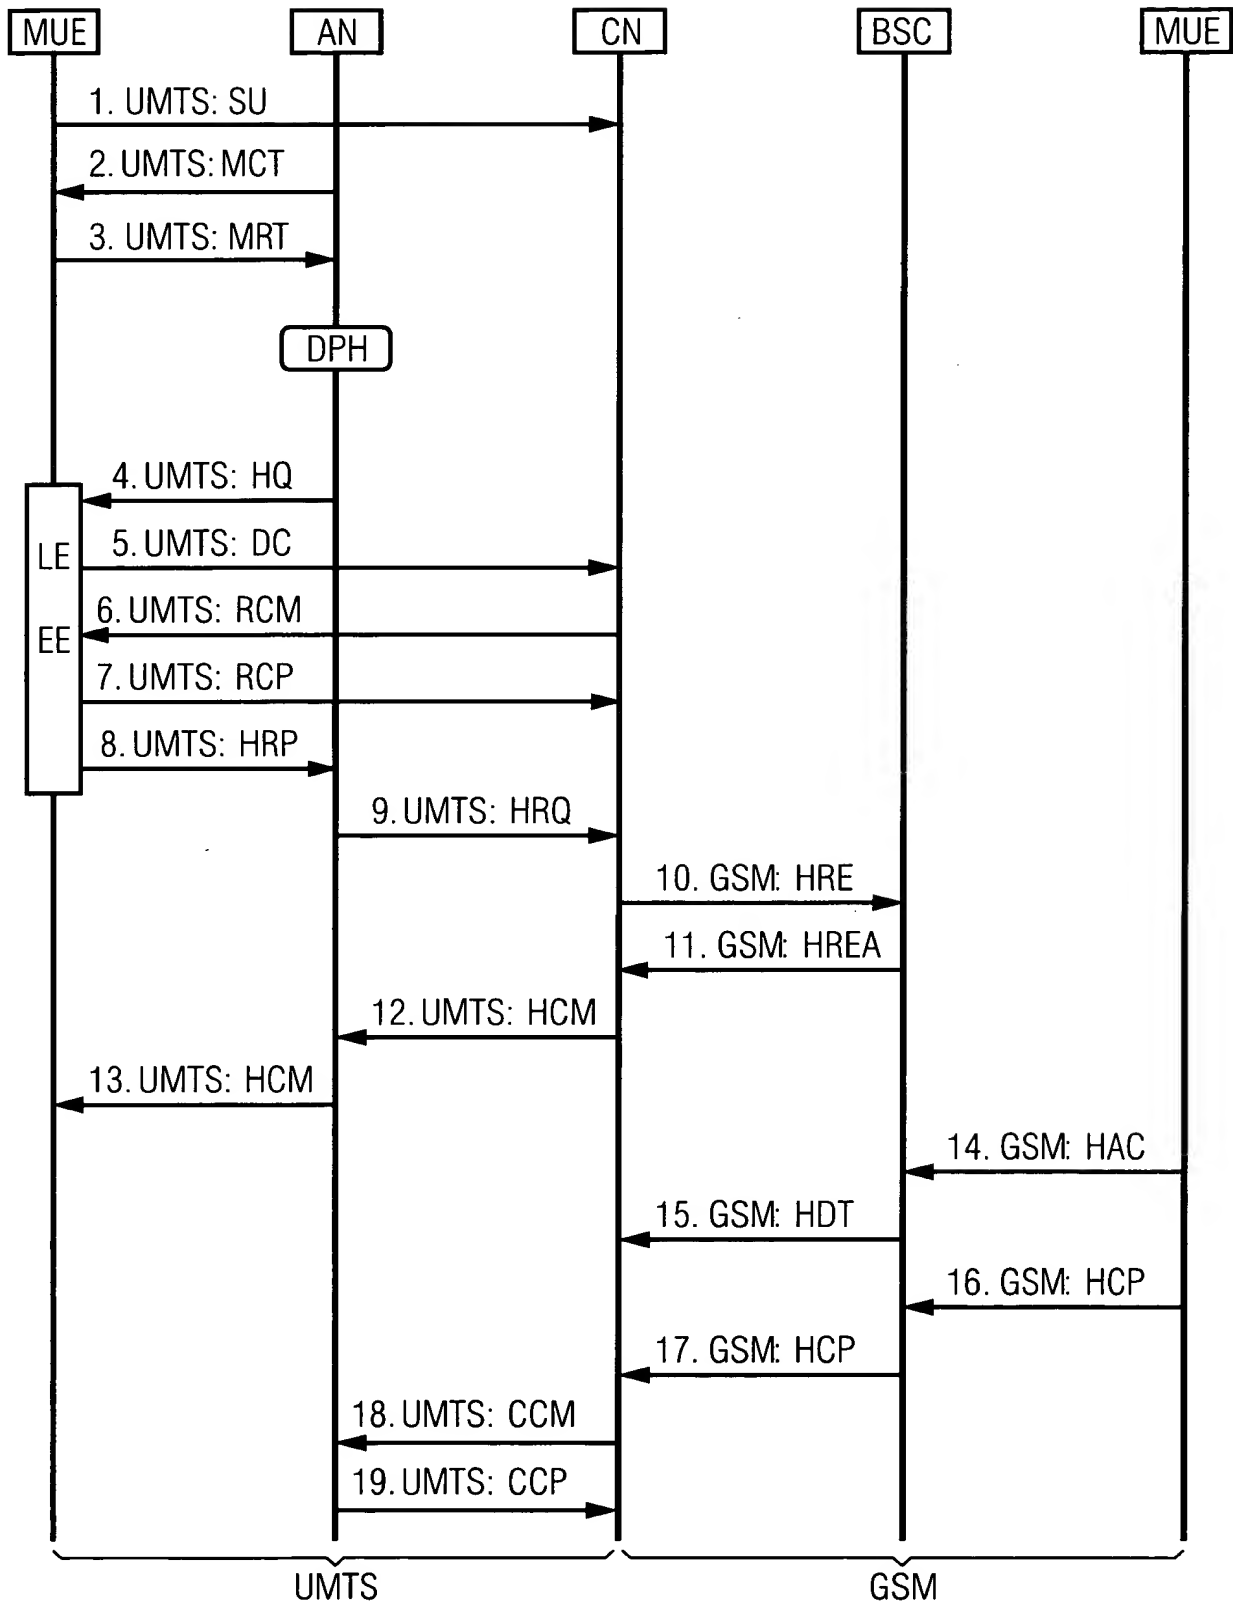 MUE AN CN BSC MUE
1. UMTS: SU
2. UMTS: MCT
3. UMTS: MRT
DPH
4. UMTS: HQ
LE
5. UMTS: DC
6. UMTS: RCM
EE
7. UMTS: RCP
8. UMTS: HRP
9. UMTS: HRQ
10. GSM: HRE
11. GSM: HREA
12. UMTS: HCM
13. UMTS: HCM
14. GSM: HAC
15. GSM: HDT
16. GSM: HCP
17. GSM: HCP
18. UMTS: CCM
19. UMTS: CCP
UMTS GSM